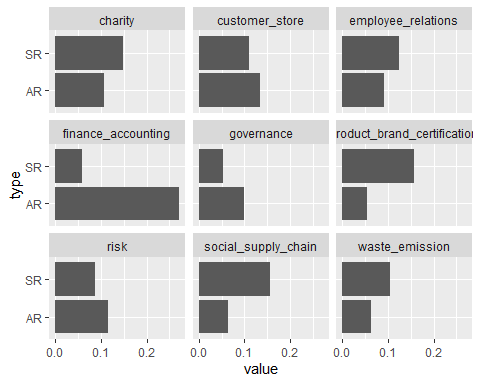 charity customer_store employee_relations
SR
AR
finance_accounting governance roduct_brand_certification
SR
AR
type
risk social_supply_chain waste_emission
SR
AR
0.0 0.1 0.2 0.0 0.1 0.2 0.0 0.1 0.2
value